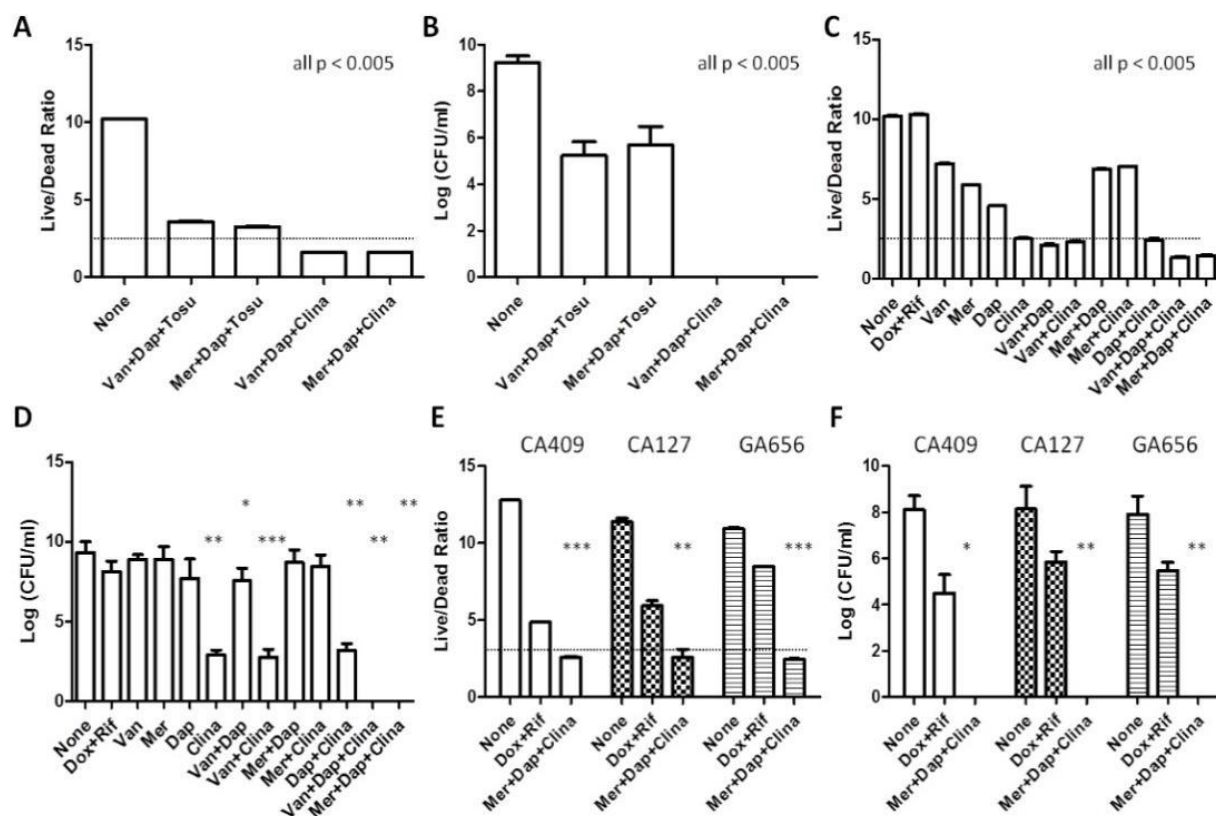 A
15
10
5
0
Live/Dead Ratio
all p < 0.005
None
Van+Dap+Tosu
Mer+Dap+Tosu
Van+Dap+Clina
Mer+Dap+Clina
B
10
8
6
4
2
0
Log (CFU/ml)
all p < 0.005
None
Van+Dap+Tosu
Mer+Dap+Tosu
Van+Dap+Clina
Mer+Dap+Clina
C
15
10
5
0
Live/Dead Ratio
all p < 0.005
None
Dox+Rif
Van
Mer
Dap
Clina
Van+Dap
Van+Clina
Mer+Dap
Mer+Clina
Dap+Clina
Van+Dap+Clina
Mer+Dap+Clina
D
15
10
5
0
Log (CFU/ml)
**
*
***
**
**
**
None
Dox+Rif
Van
Mer
Dap
Clina
Van+Dap
Van+Clina
Mer+Dap
Mer+Clina
Dap+Clina
Van+Dap+Clina
Mer+Dap+Clina
E
CA409 CA127 GA656
15
10
5
0
Live/Dead Ratio
***
**
***
None
Dox+Rif
Mer+Dap+Clina
None
Dox+Rif
Mer+Dap+Clina
None
Dox+Rif
Mer+Dap+Clina
F
CA409 CA127 GA656
10
8
6
4
2
0
Log (CFU/ml)
*
**
**
None
Dox+Rif
Mer+Dap+Clina
None
Dox+Rif
Mer+Dap+Clina
None
Dox+Rif
Mer+Dap+Clina